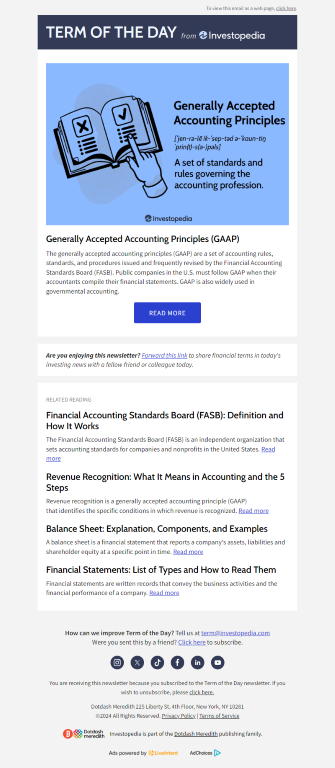 To view this email as a web page, click here.
TERM OF THE DAY from Investopedia
Generally Accepted
Accounting Principles
A set of standards and
rules governing the
accounting profession.
Investopedia
Generally Accepted Accounting Principles (GAAP)
The generally accepted accounting principles (GAAP) are a set of accounting rules,
standards, and procedures issued and frequently revised by the Financial Accounting
Standards Board (FASB). Public companies in the U.S. must follow GAAP when their
accountants compile their financial statements. GAAP is also widely used in
governmental accounting.
READ MORE
Are you enjoying this newsletter? Forward this link to share financial terms in today's
investing news with a fellow friend or colleague today.
RELATED READING
Financial Accounting Standards Board (FASB): Definition and
How It Works
The Financial Accounting Standards Board (FASB) is an independent organization that
sets accounting standards for companies and nonprofits in the United States. Read
more
Revenue Recognition: What It Means in Accounting and the 5
Steps
Revenue recognition is a generally accepted accounting principle (GAAP)
that identifies the specific conditions in which revenue is recognized. Read more
Balance Sheet: Explanation, Components, and Examples
A balance sheet is a financial statement that reports a company's assets, liabilities and
shareholder equity at a specific point in time. Read more
Financial Statements: List of Types and How to Read Them
Financial statements are written records that convey the business activities and the
financial performance of a company. Read more
How can we improve Term of the Day? Tell us at term@investopedia.com
Were you sent this by a friend? Click here to subscribe.
You are receiving this newsletter because you subscribed to the Term of the Day newsletter. If you
wish to unsubscribe, please click here.
Dotdash Meredith 225 Liberty St, 4th Floor, New York, NY 10281
©2024 All Rights Reserved. Privacy Policy | Terms of Service
Dotdash
meredith
Investopedia is part of the Dotdash Meredith publishing family.
Ads powered by LiveIntent AdChoices